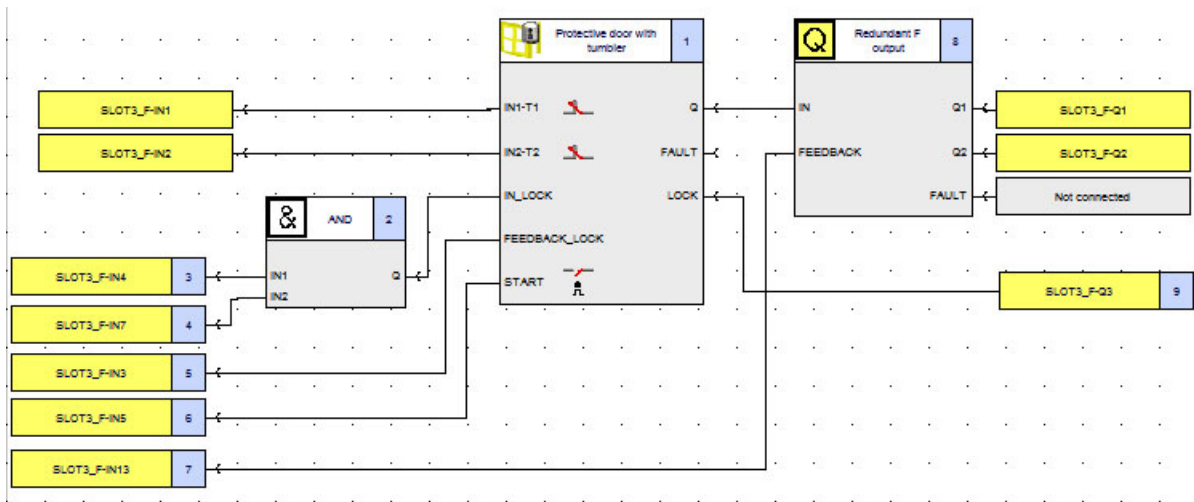 Protective door with
tumbler
1
Q
Redundant F
output
8
SLOT3_F-IN1
IN1-T1
Q
IN
Q1
SLOT3_F-Q1
SLOT3_F-IN2
IN2-T2
FAULT
FEEDBACK
Q2
SLOT3_F-Q2
IN_LOCK
LOCK
FAULT
Not connected
&
AND
2
FEEDBACK_LOCK
SLOT3_F-IN4
3
IN1
Q
START
SLOT3_F-Q3
9
IN2
SLOT3_F-IN7
4
SLOT3_F-IN3
5
SLOT3_F-IN5
6
SLOT3_F-IN13
7